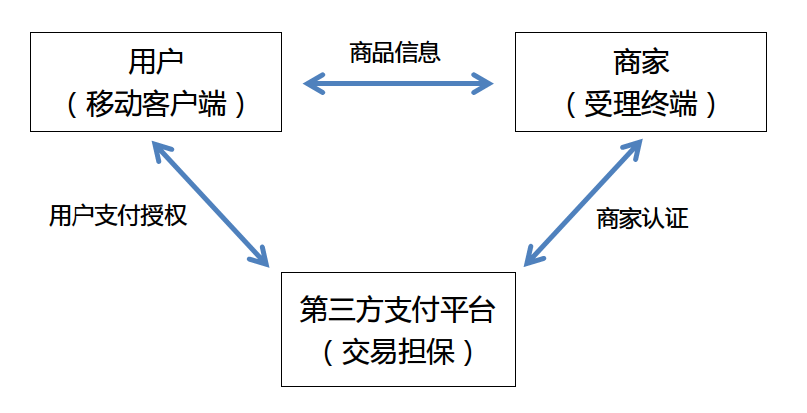 用户
（移动客户端）
商品信息
商家
（受理终端）
用户支付授权
商家认证
第三方支付平台
（交易担保）